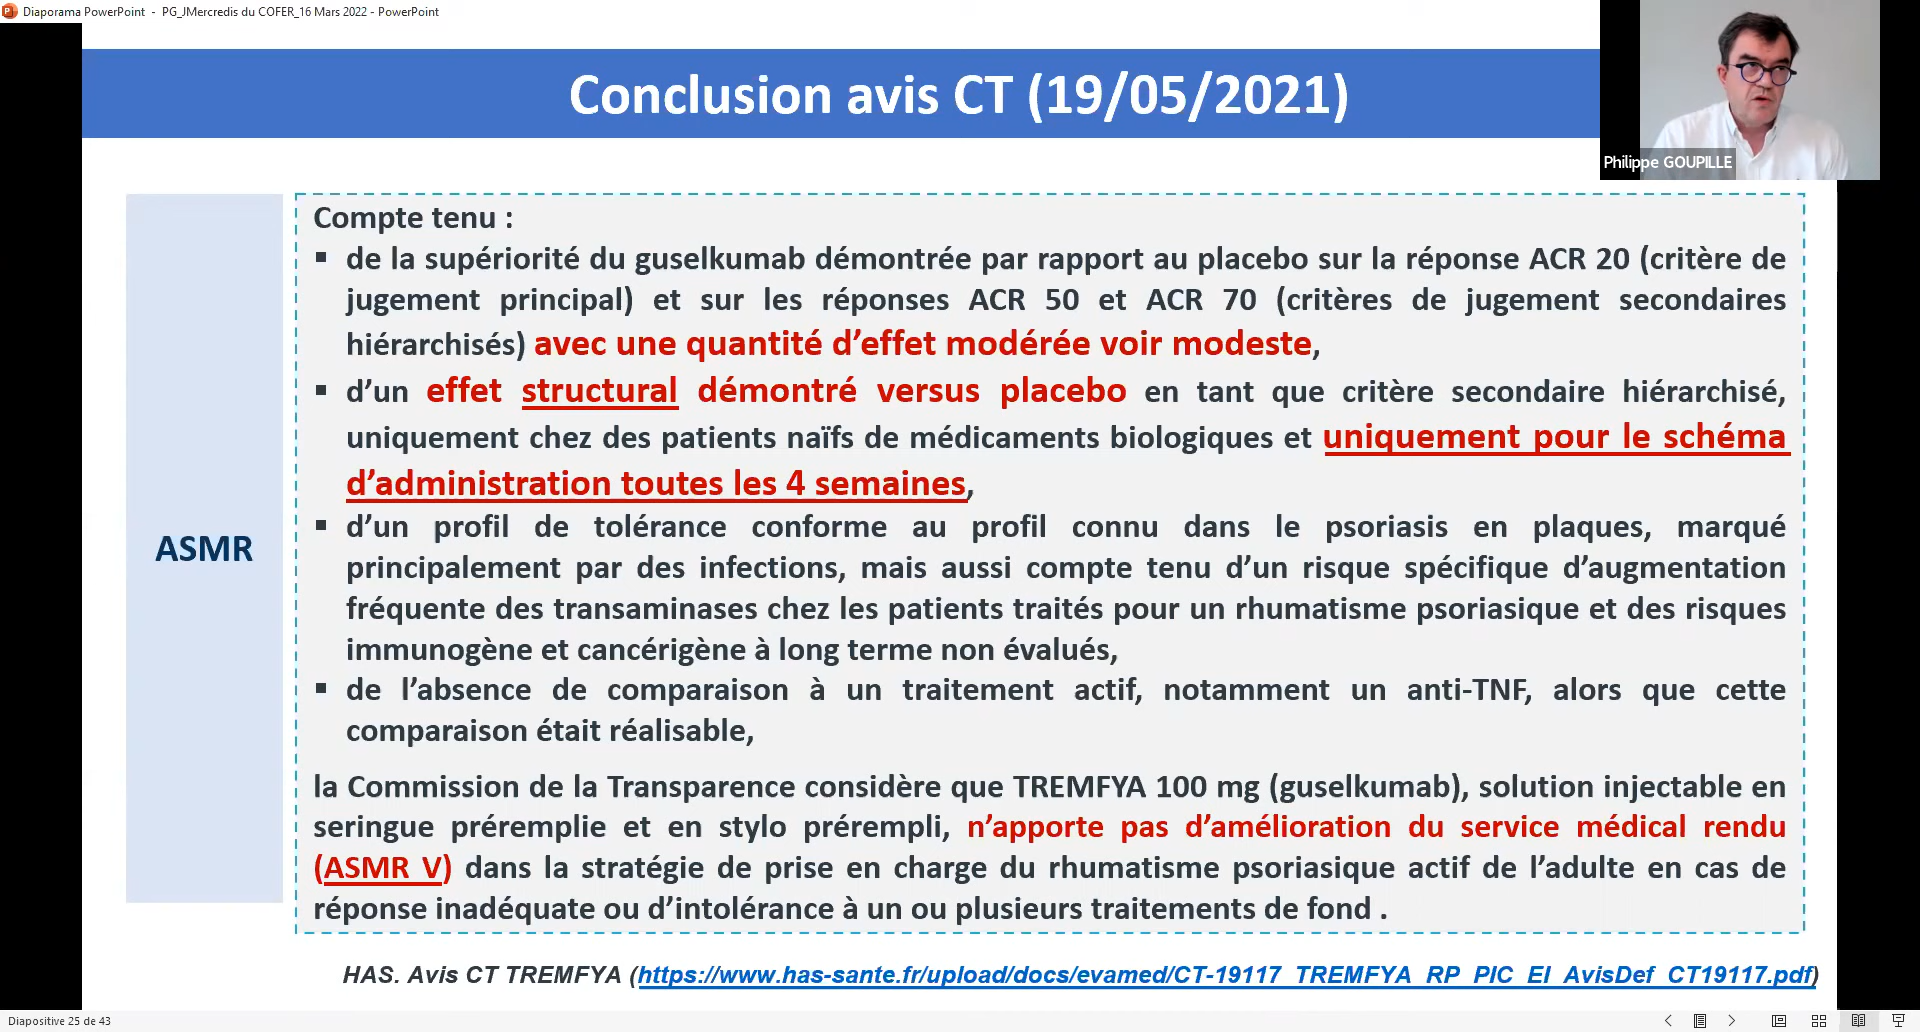 Diaporama PowerPoint - PG_JMercredis du COFER_16 Mars 2022 - PowerPoint
Conclusion avis CT (19/05/2021)
Philippe GOUPILLE
ASMR
Compte tenu :
▪ de la supériorité du guselkumab démontrée par rapport au placebo sur la réponse ACR 20 (critère de
jugement principal) et sur les réponses ACR 50 et ACR 70 (critères de jugement secondaires
hiérarchisés) avec une quantité d’effet modérée voir modeste,
▪ d’un effet structural démontré versus placebo en tant que critère secondaire hiérarchisé,
uniquement chez des patients naïfs de médicaments biologiques et uniquement pour le schéma
d’administration toutes les 4 semaines,
▪ d’un profil de tolérance conforme au profil connu dans le psoriasis en plaques, marqué
principalement par des infections, mais aussi compte tenu d’un risque spécifique d’augmentation
fréquente des transaminases chez les patients traités pour un rhumatisme psoriasique et des risques
immunogène et cancérigène à long terme non évalués,
▪ de l’absence de comparaison à un traitement actif, notamment un anti-TNF, alors que cette
comparaison était réalisable,
la Commission de la Transparence considère que TREMFYA 100 mg (guselkumab), solution injectable en
seringue préremplie et en stylo prérempli, n’apporte pas d’amélioration du service médical rendu
(ASMR V) dans la stratégie de prise en charge du rhumatisme psoriasique actif de l’adulte en cas de
réponse inadéquate ou d’intolérance à un ou plusieurs traitements de fond .
HAS. Avis CT TREMFYA (https://www.has-sante.fr/upload/docs/evamed/CT-19117_TREMFYA_RP_PIC_EI_AvisDef_CT19117.pdf)
Diapositive 25 de 43